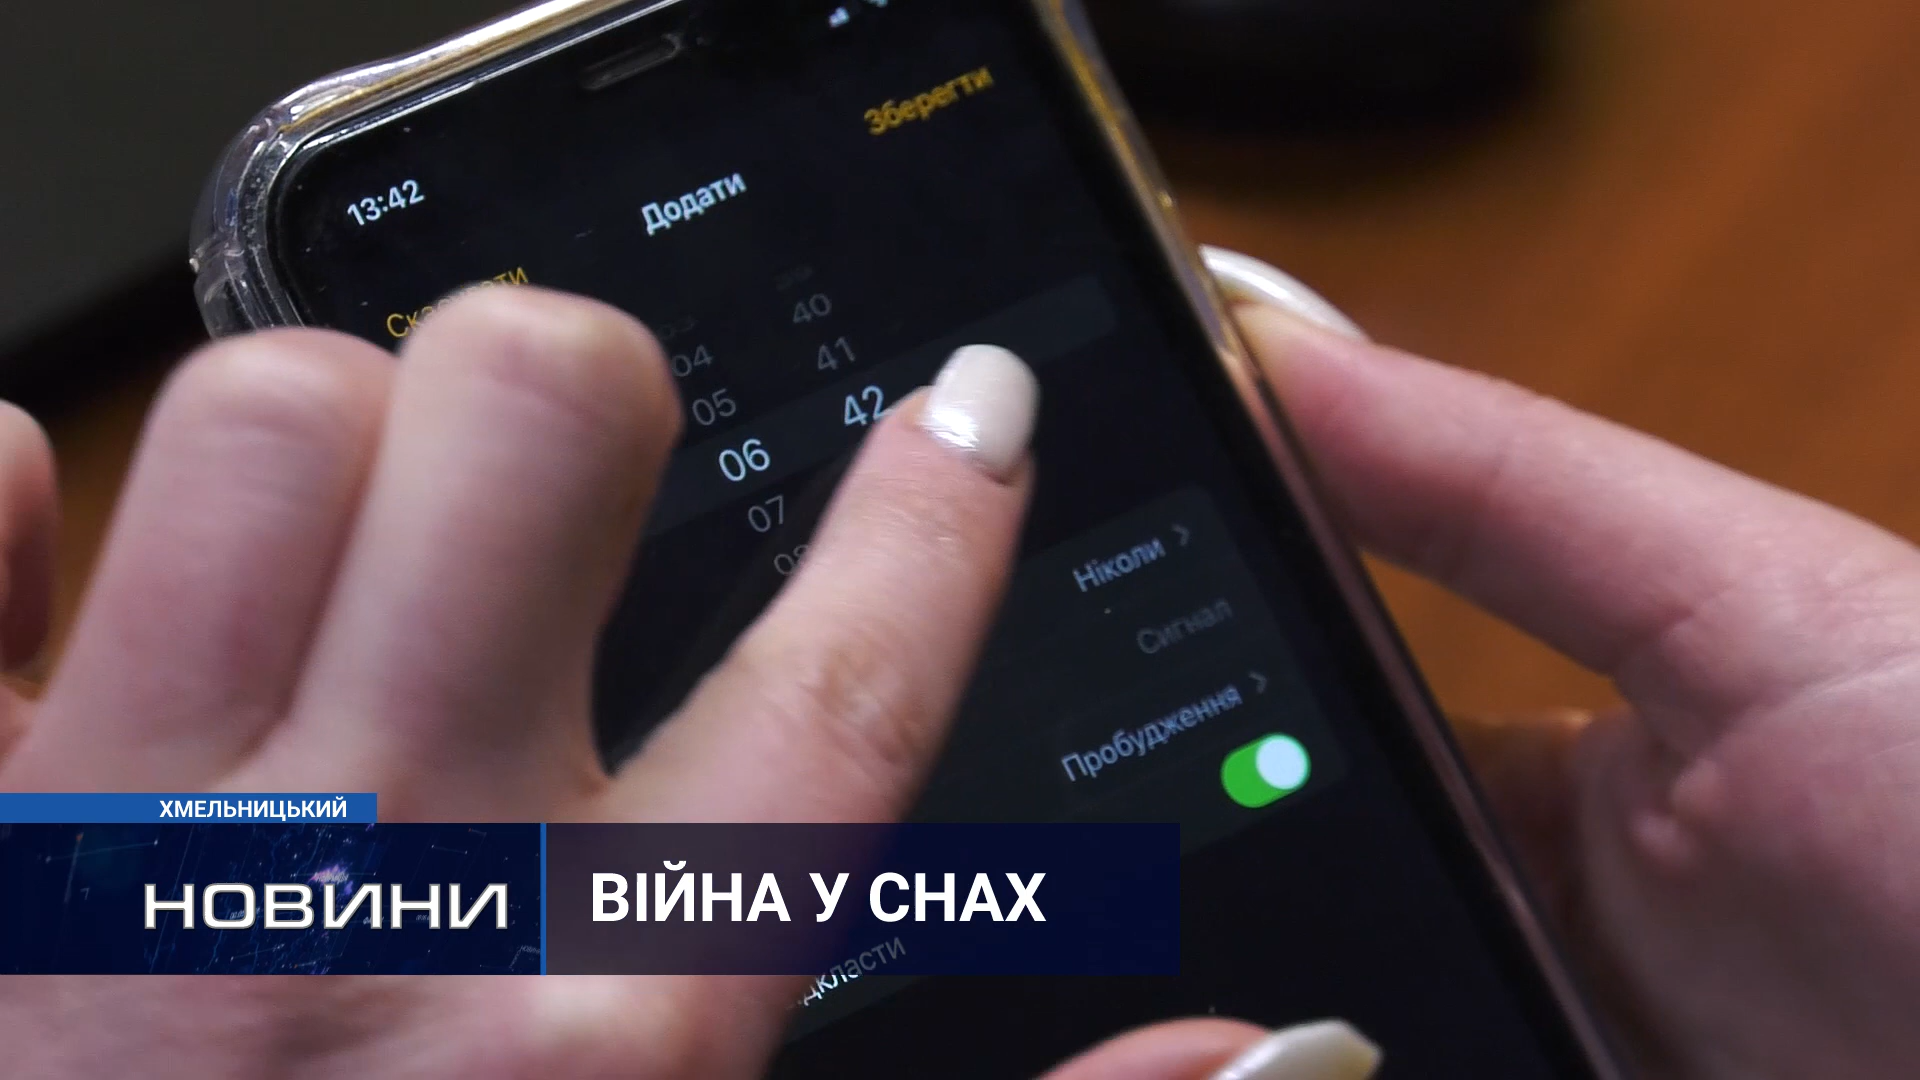 Зберегти
13:42
Додати
40
04 41
05 42
06
07
Ніколи
Сигнал
Пробудження
ХМЕЛЬНИЦЬКИЙ
НОВИНИ
ВІЙНА У СНАХ